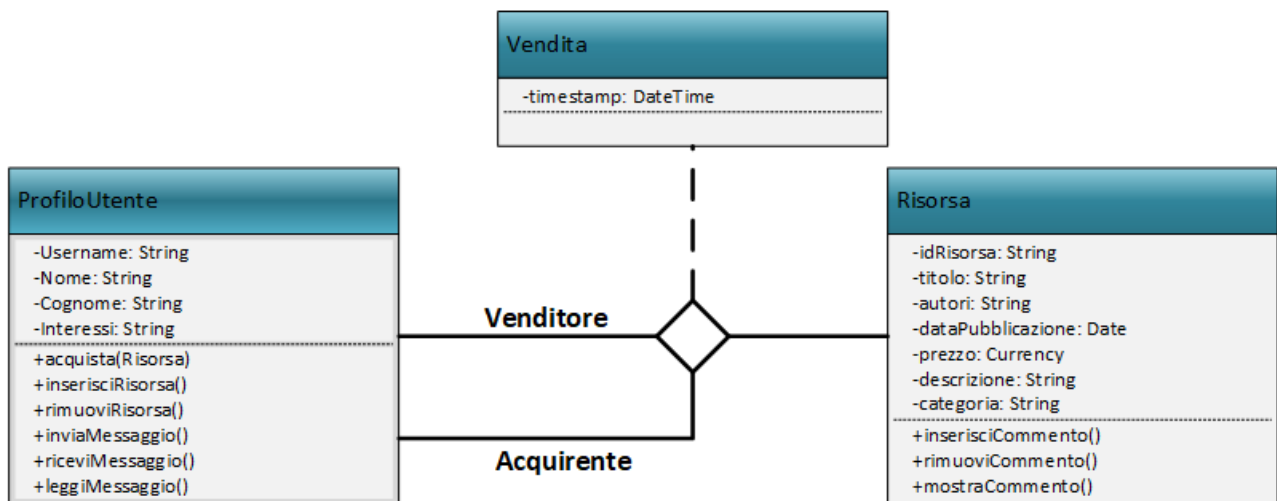 Vendita
-timestamp: DateTime
ProfiloUtente
-Username: String
-Nome: String
-Cognome: String
-Interessi: String
+acquista(Risorsa)
+inserisciRisorsa()
+rimuoviRisorsa()
+inviaMessaggio()
+riceviMessaggio()
+leggiMessaggio()
Venditore
Acquirente
Risorsa
-idRisorsa: String
-titolo: String
-autori: String
-dataPubblicazione: Date
-prezzo: Currency
-descrizione: String
-categoria: String
+inserisciCommento()
+rimuoviCommento()
+mostraCommento()